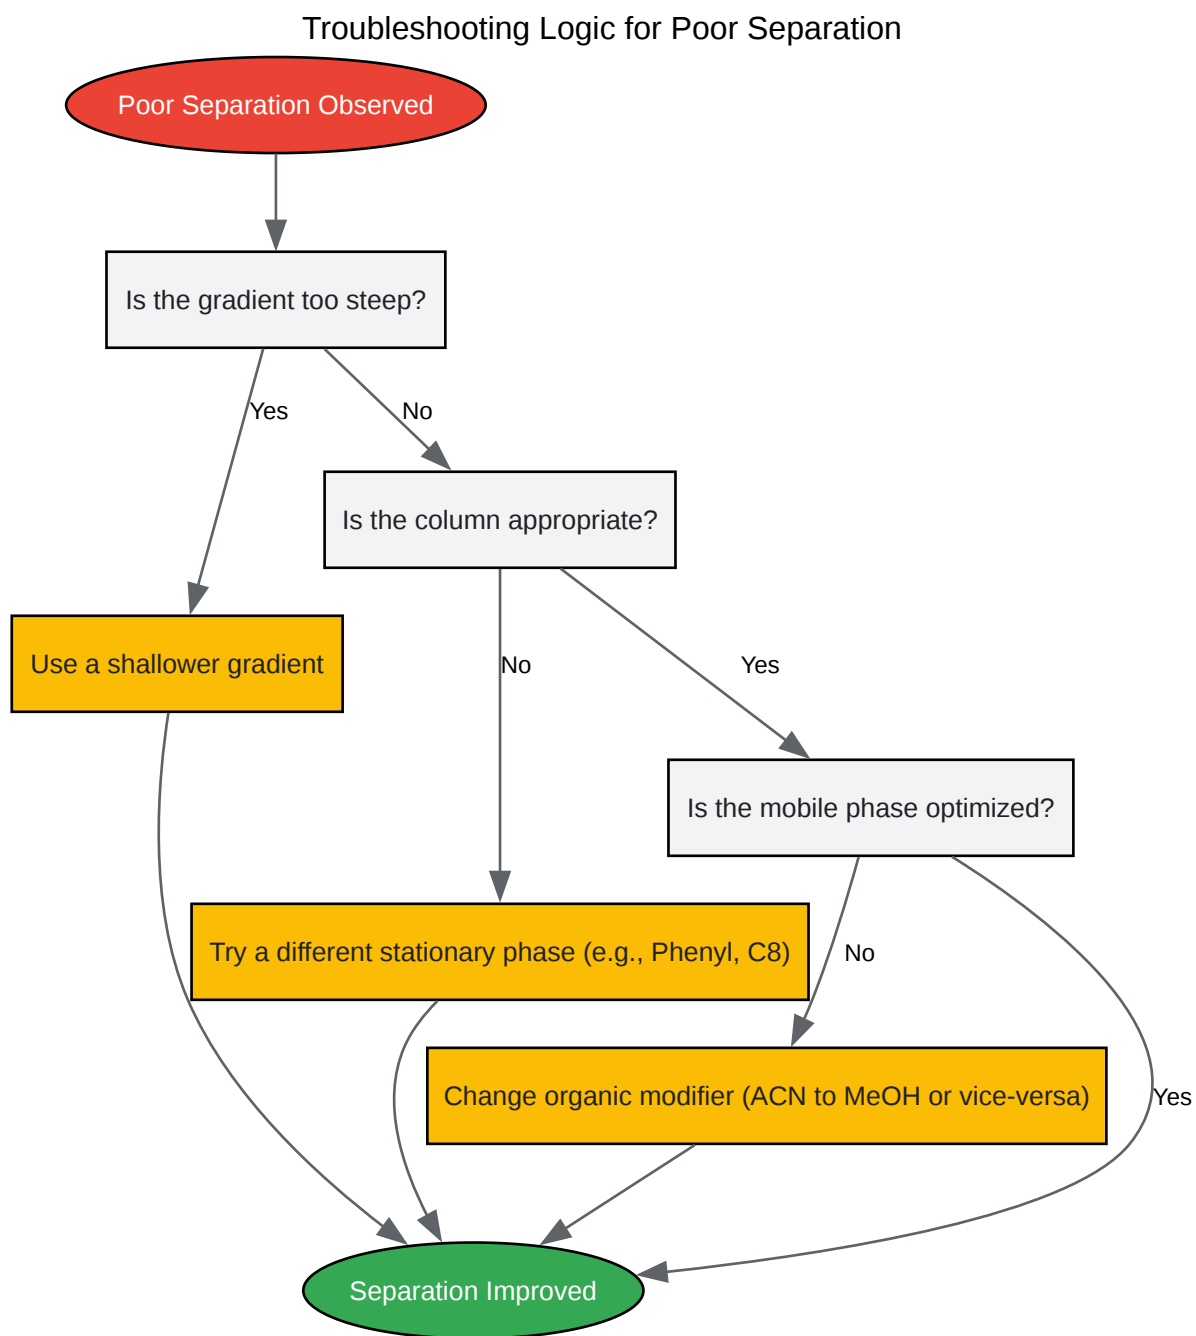 Troubleshooting Logic for Poor Separation
Poor Separation Observed
Is the gradient too steep?
Yes
No
Is the column appropriate?
Use a shallower gradient
No
Yes
Is the mobile phase optimized?
Try a different stationary phase (e.g., Phenyl, C8)
No
Change organic modifier (ACN to MeOH or vice-versa)
Yes
Separation Improved